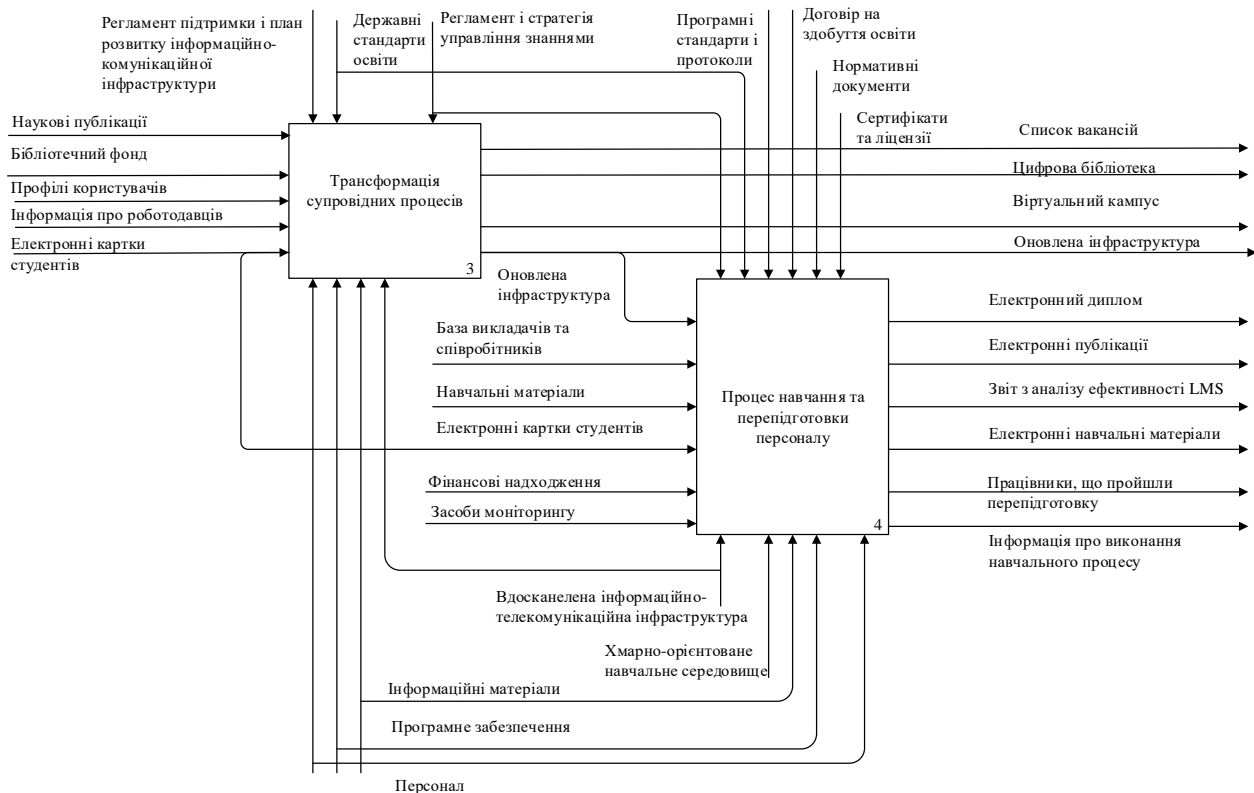 Регламент підтримки і план
розвитку інформаційно-
комунікаційної
інфраструктури
Державні
стандарти
освіти
Регламент і стратегія
управління знаннями
Програмні
стандарти і
протоколи
Договір на
здобуття освіти
Нормативні
документи
Сертифікати
та ліцензії
Наукові публікації
Бібліотечний фонд
Профілі користувачів
Інформація про роботодавців
Електронні картки
студентів
Трансформація
супровідних процесів
3
Список вакансій
Цифрова бібліотека
Віртуальний кампус
Оновлена інфраструктура
Оновлена
інфраструктура
База викладачів та
співробітників
Навчальні матеріали
Електронні картки студентів
Фінансові надходження
Засоби моніторингу
Процес навчання та
перепідготовки
персоналу
4
Електронний диплом
Електронні публікації
Звіт з аналізу ефективності LMS
Електронні навчальні матеріали
Працівники, що пройшли
перепідготовку
Інформація про виконання
навчального процесу
Вдосканелена інформаційно-
телекомунікаційна інфраструктура
Хмарно-орієнтоване
навчальне середовище
Інформаційні матеріали
Програмне забезпечення
Персонал